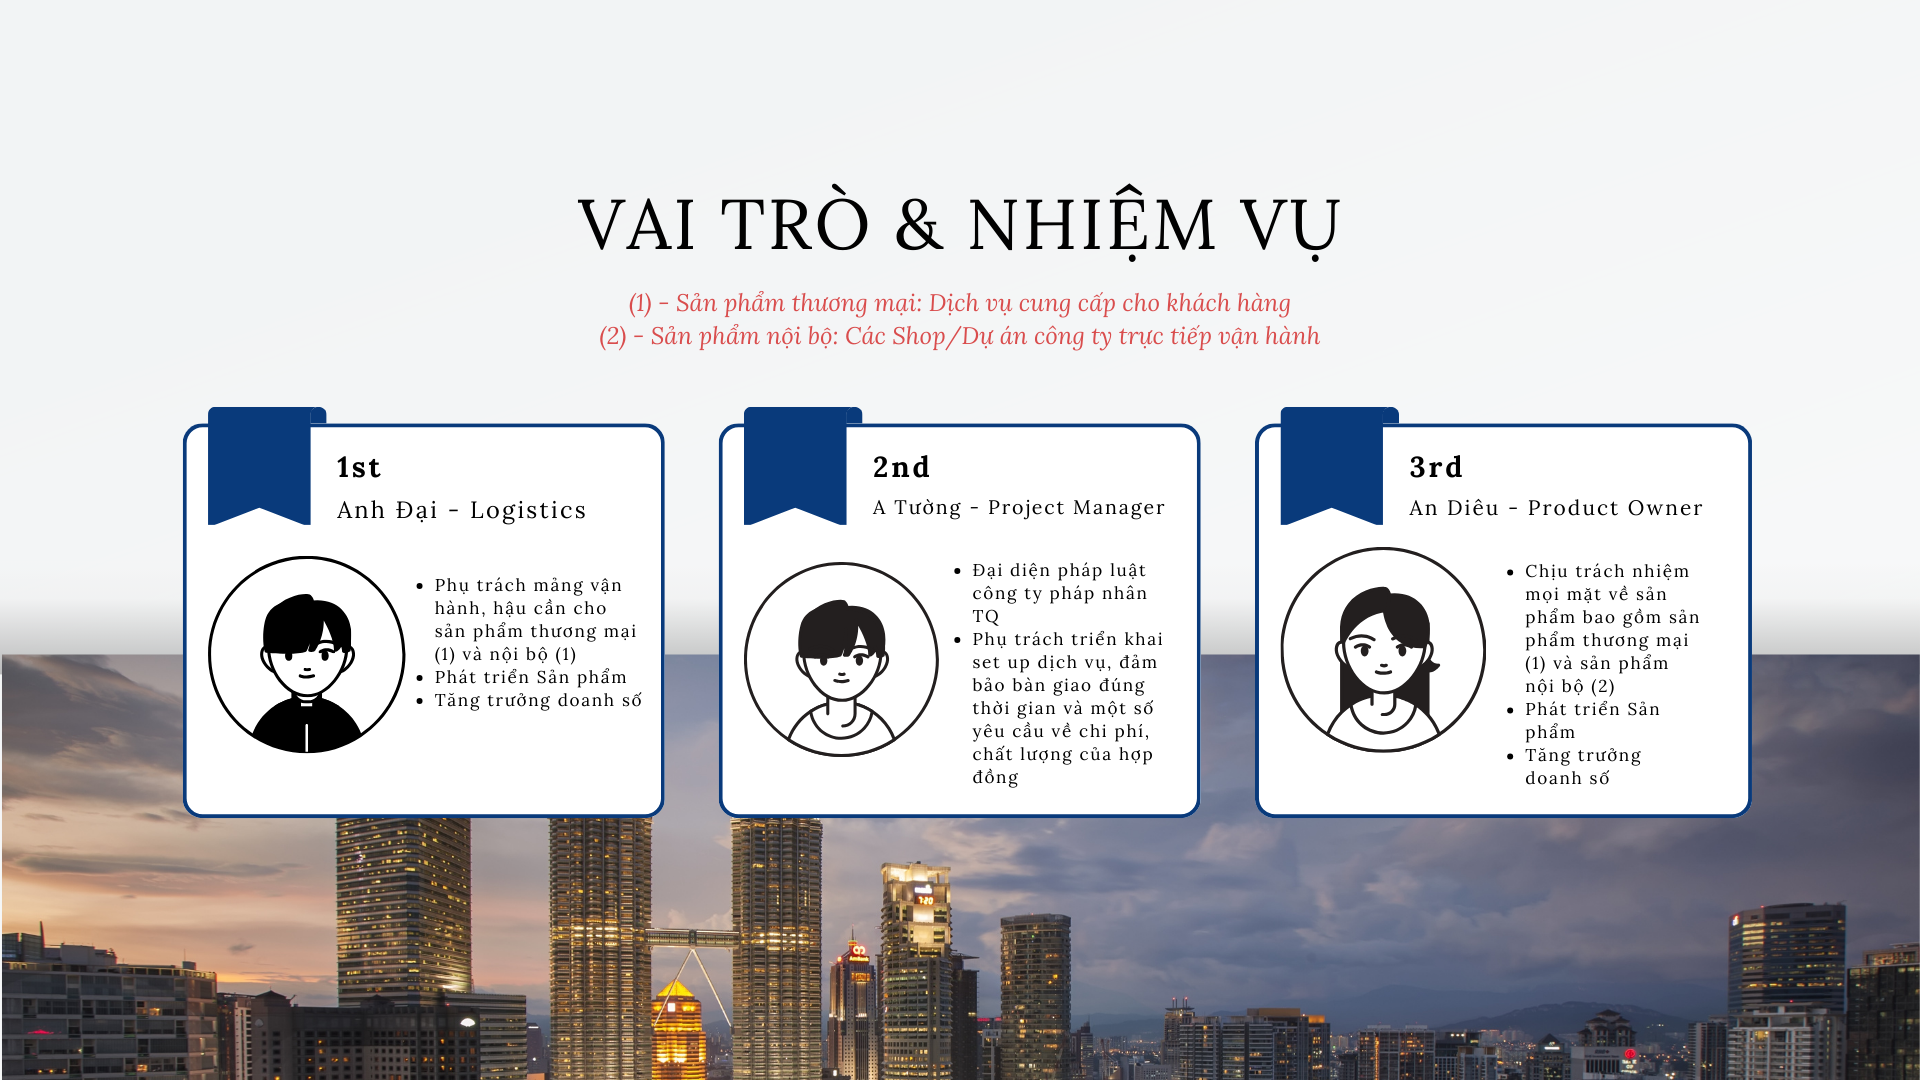 VAI TRÒ & NHIỆM VỤ
(1) - Sản phẩm thương mại: Dịch vụ cung cấp cho khách hàng
(2) - Sản phẩm nội bộ: Các Shop/Dự án công ty trực tiếp vận hành
1st
Anh Đại - Logistics
• Phụ trách mảng vận
hành, hậu cần cho
sản phẩm thương mại
(1) và nội bộ (1)
• Phát triển Sản phẩm
• Tăng trưởng doanh số
2nd
A Tường - Project Manager
• Đại diện pháp luật
công ty pháp nhân
TQ
• Phụ trách triển khai
set up dịch vụ, đảm
bảo bàn giao đúng
thời gian và một số
yêu cầu về chi phí,
chất lượng của hợp
đồng
3rd
An Diêu - Product Owner
• Chịu trách nhiệm
mọi mặt về sản
phẩm bao gồm sản
phẩm thương mại
(1) và sản phẩm
nội bộ (2)
• Phát triển Sản
phẩm
• Tăng trưởng
doanh số
7:20